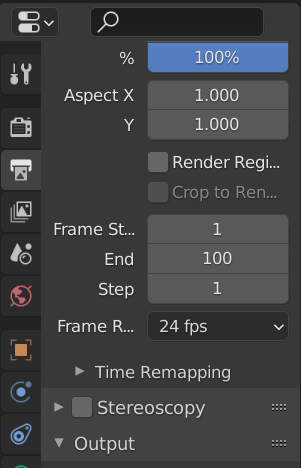 % 100%
Aspect X 1.000
Y 1.000
Render Regi...
Crop to Ren...
Frame St... 1
End 100
Step 1
Frame R... 24 fps
Time Remapping
Stereoscopy
Output